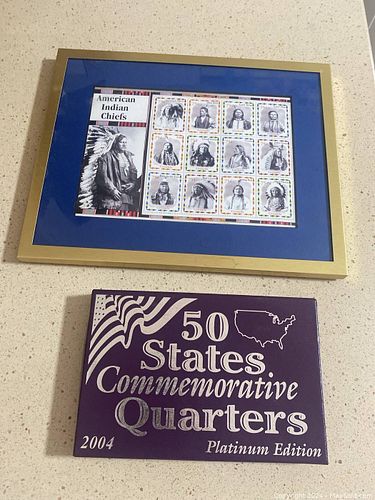 American
Indian
Chiefs
50
States
Commemorative
Quarters
2004
Platinum Edition